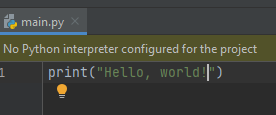 main.py
No Python interpreter configured for the project
1 print("Hello, world!")